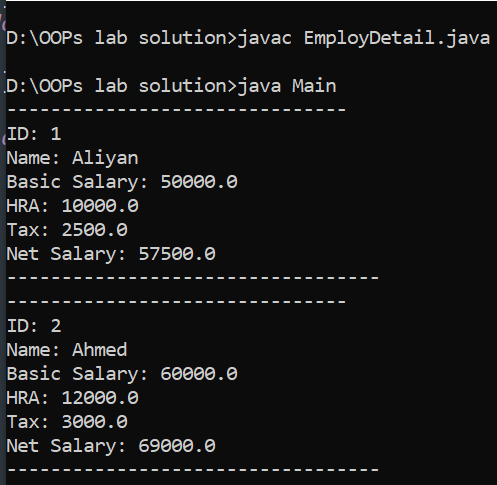 D:\OOPs lab solution>javac EmployDetail.java
D:\OOPs lab solution>java Main
-------------------------------
ID: 1
Name: Aliyan
Basic Salary: 50000.0
HRA: 10000.0
Tax: 2500.0
Net Salary: 57500.0
----------------------------------
-------------------------------
ID: 2
Name: Ahmed
Basic Salary: 60000.0
HRA: 12000.0
Tax: 3000.0
Net Salary: 69000.0
----------------------------------